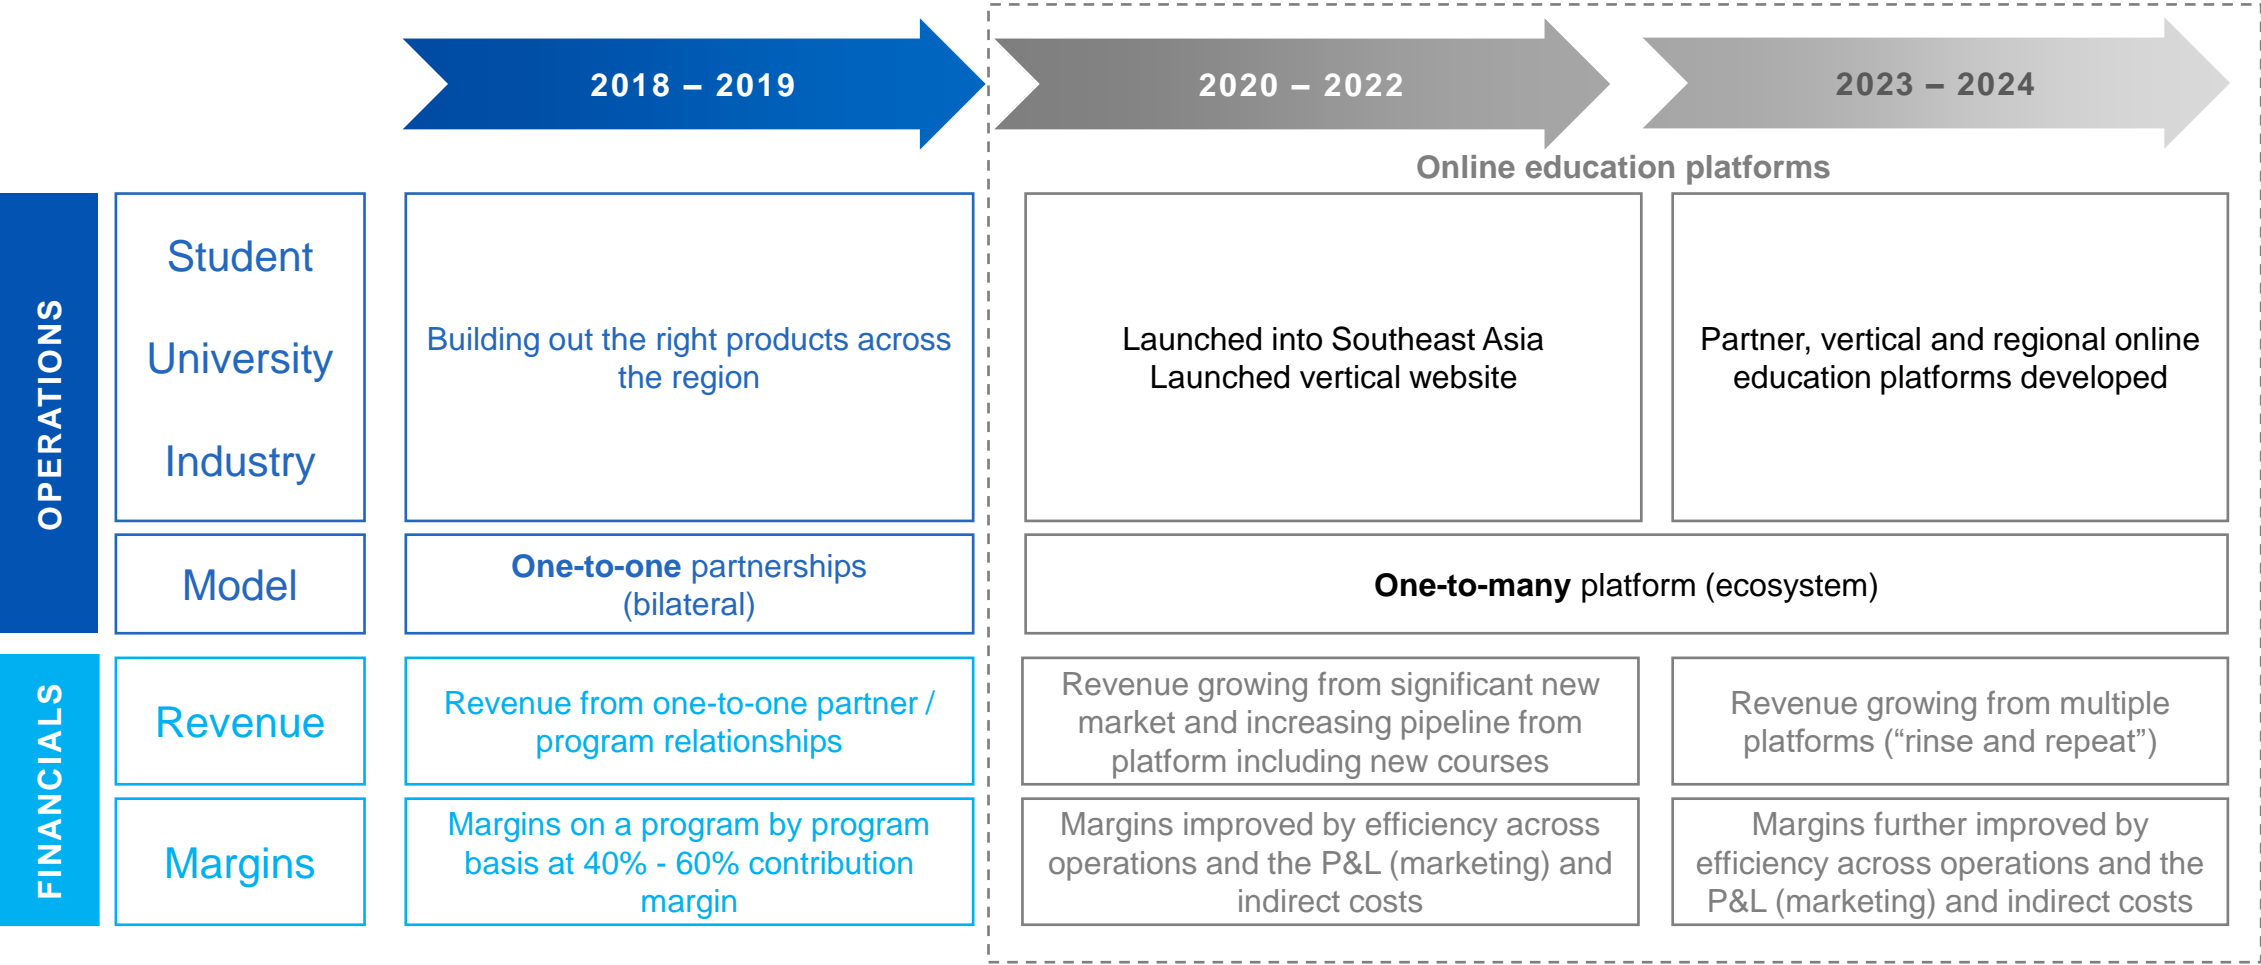 2018 – 2019
2020 – 2022
2023 – 2024
Online education platforms
OPERATIONS
Student
University
Industry
Building out the right products across
the region
Launched into Southeast Asia
Launched vertical website
Partner, vertical and regional online
education platforms developed
Model
One-to-one partnerships
(bilateral)
One-to-many platform (ecosystem)
FINANCIALS
Revenue
Revenue from one-to-one partner /
program relationships
Revenue growing from significant new
market and increasing pipeline from
platform including new courses
Revenue growing from multiple
platforms (“rinse and repeat”)
Margins
Margins on a program by program
basis at 40% - 60% contribution
margin
Margins improved by efficiency across
operations and the P&L (marketing) and
indirect costs
Margins further improved by
efficiency across operations and the
P&L (marketing) and indirect costs